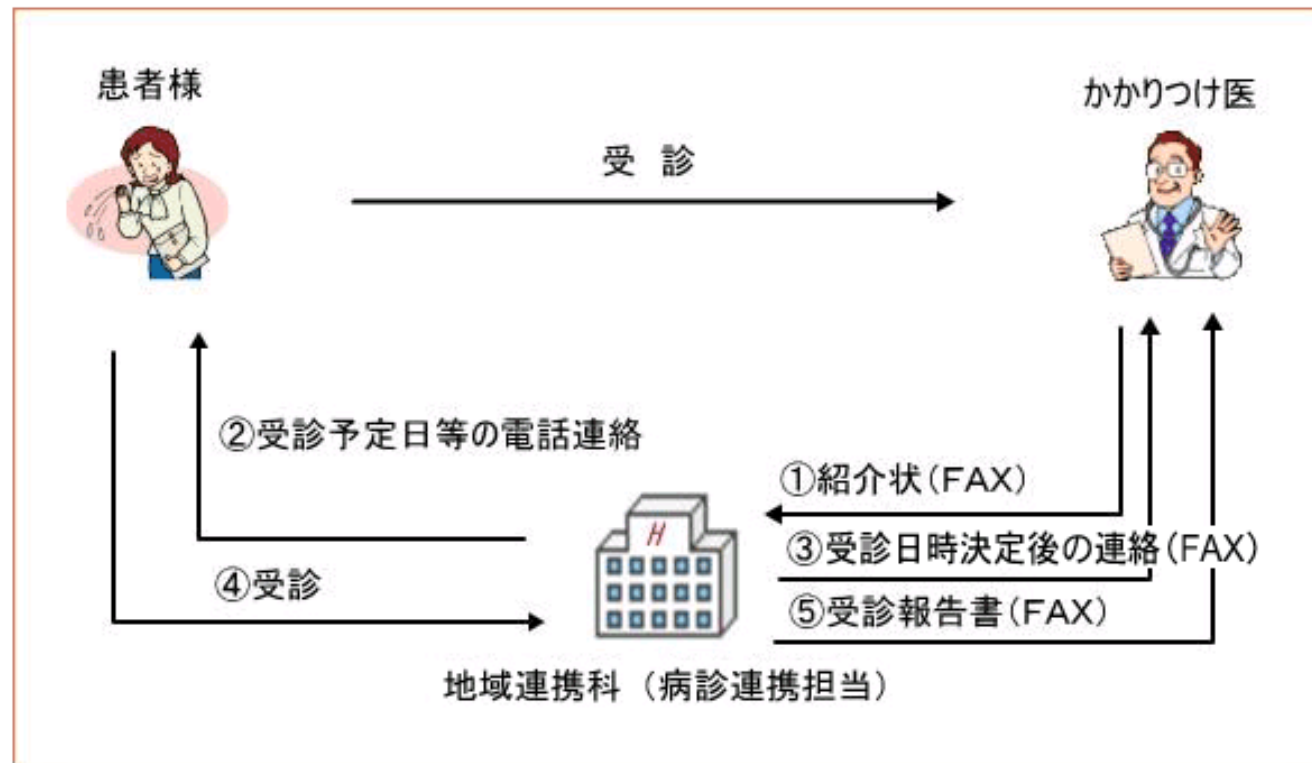 患者様
かかりつけ医
受 診
②受診予定日等の電話連絡
①紹介状(FAX)
③受診日時決定後の連絡(FAX)
④受診
⑤受診報告書(FAX)
H
地域連携科 (病診連携担当)